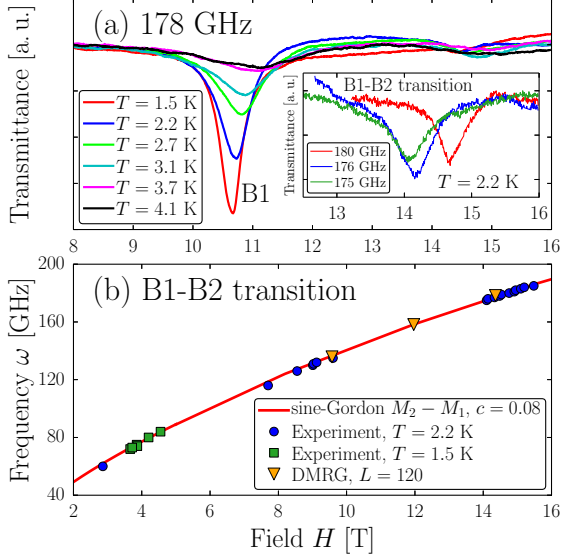 (a) 178 GHz
Transmittance [a. u.]
T = 1.5 K
T = 2.2 K
T = 2.7 K
T = 3.1 K
T = 3.7 K
T = 4.1 K
B1
B1-B2 transition
Transmittance [a. u.]
180 GHz
176 GHz
175 GHz
T = 2.2 K
13 14 15 16
8 9 10 11 12 13 14 15 16
(b) B1-B2 transition
Frequency ω [GHz]
200
160
120
80
40
sine-Gordon M₂ − M₁, c = 0.08
Experiment, T = 2.2 K
Experiment, T = 1.5 K
DMRG, L = 120
2 4 6 8 10 12 14 16
Field H [T]